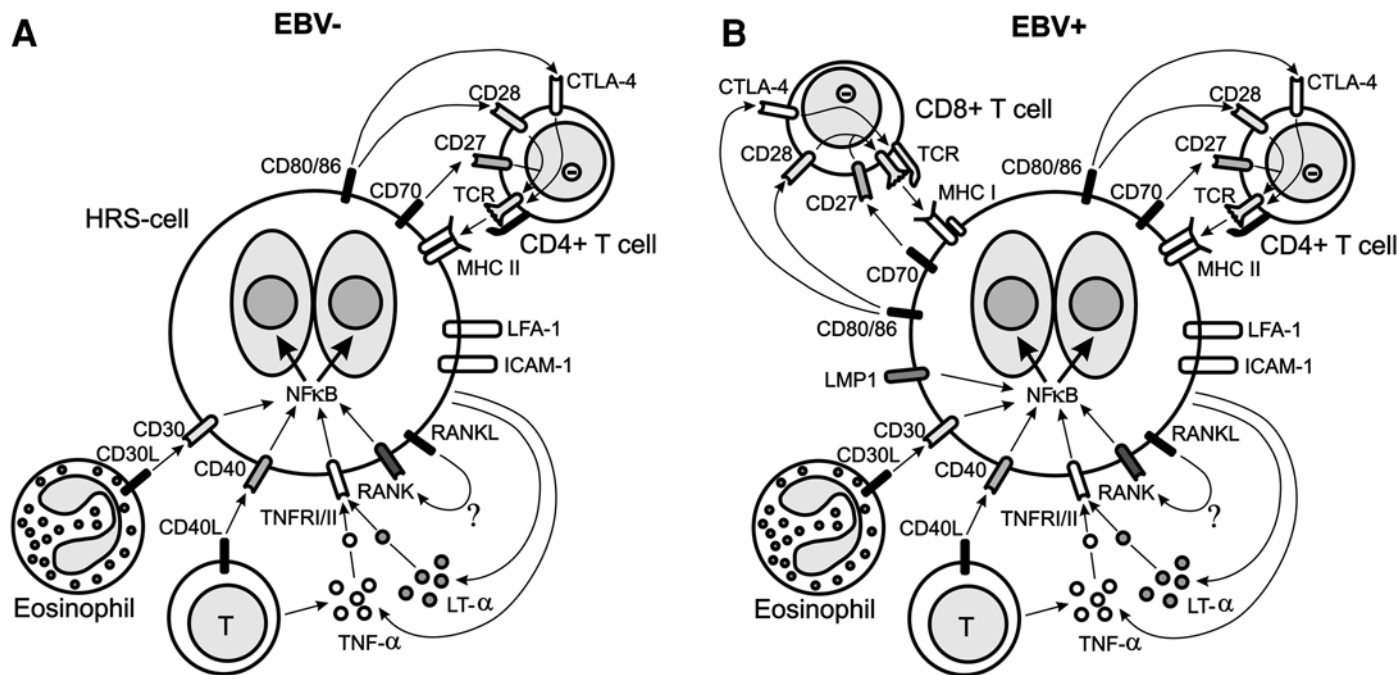 A
EBV-
CTLA-4
CD28
CD27
CD80/86
CD70
TCR
HRS-cell
CD4+ T cell
MHC II
LFA-1
ICAM-1
NFκB
CD30
RANKL
CD30L
CD40
RANK
?
TNFRI/II
CD40L
LT-α
Eosinophil
T
TNF-α
B
EBV+
CTLA-4
CTLA-4
CD28
CD8+ T cell
CD27
CD28
TCR
CD80/86
MHC I
CD70
TCR
CD27
CD4+ T cell
MHC II
CD70
CD80/86
LFA-1
ICAM-1
LMP1
NFκB
CD30
RANKL
CD30L
CD40
RANK
?
TNFRI/II
CD40L
LT-α
Eosinophil
T
TNF-α